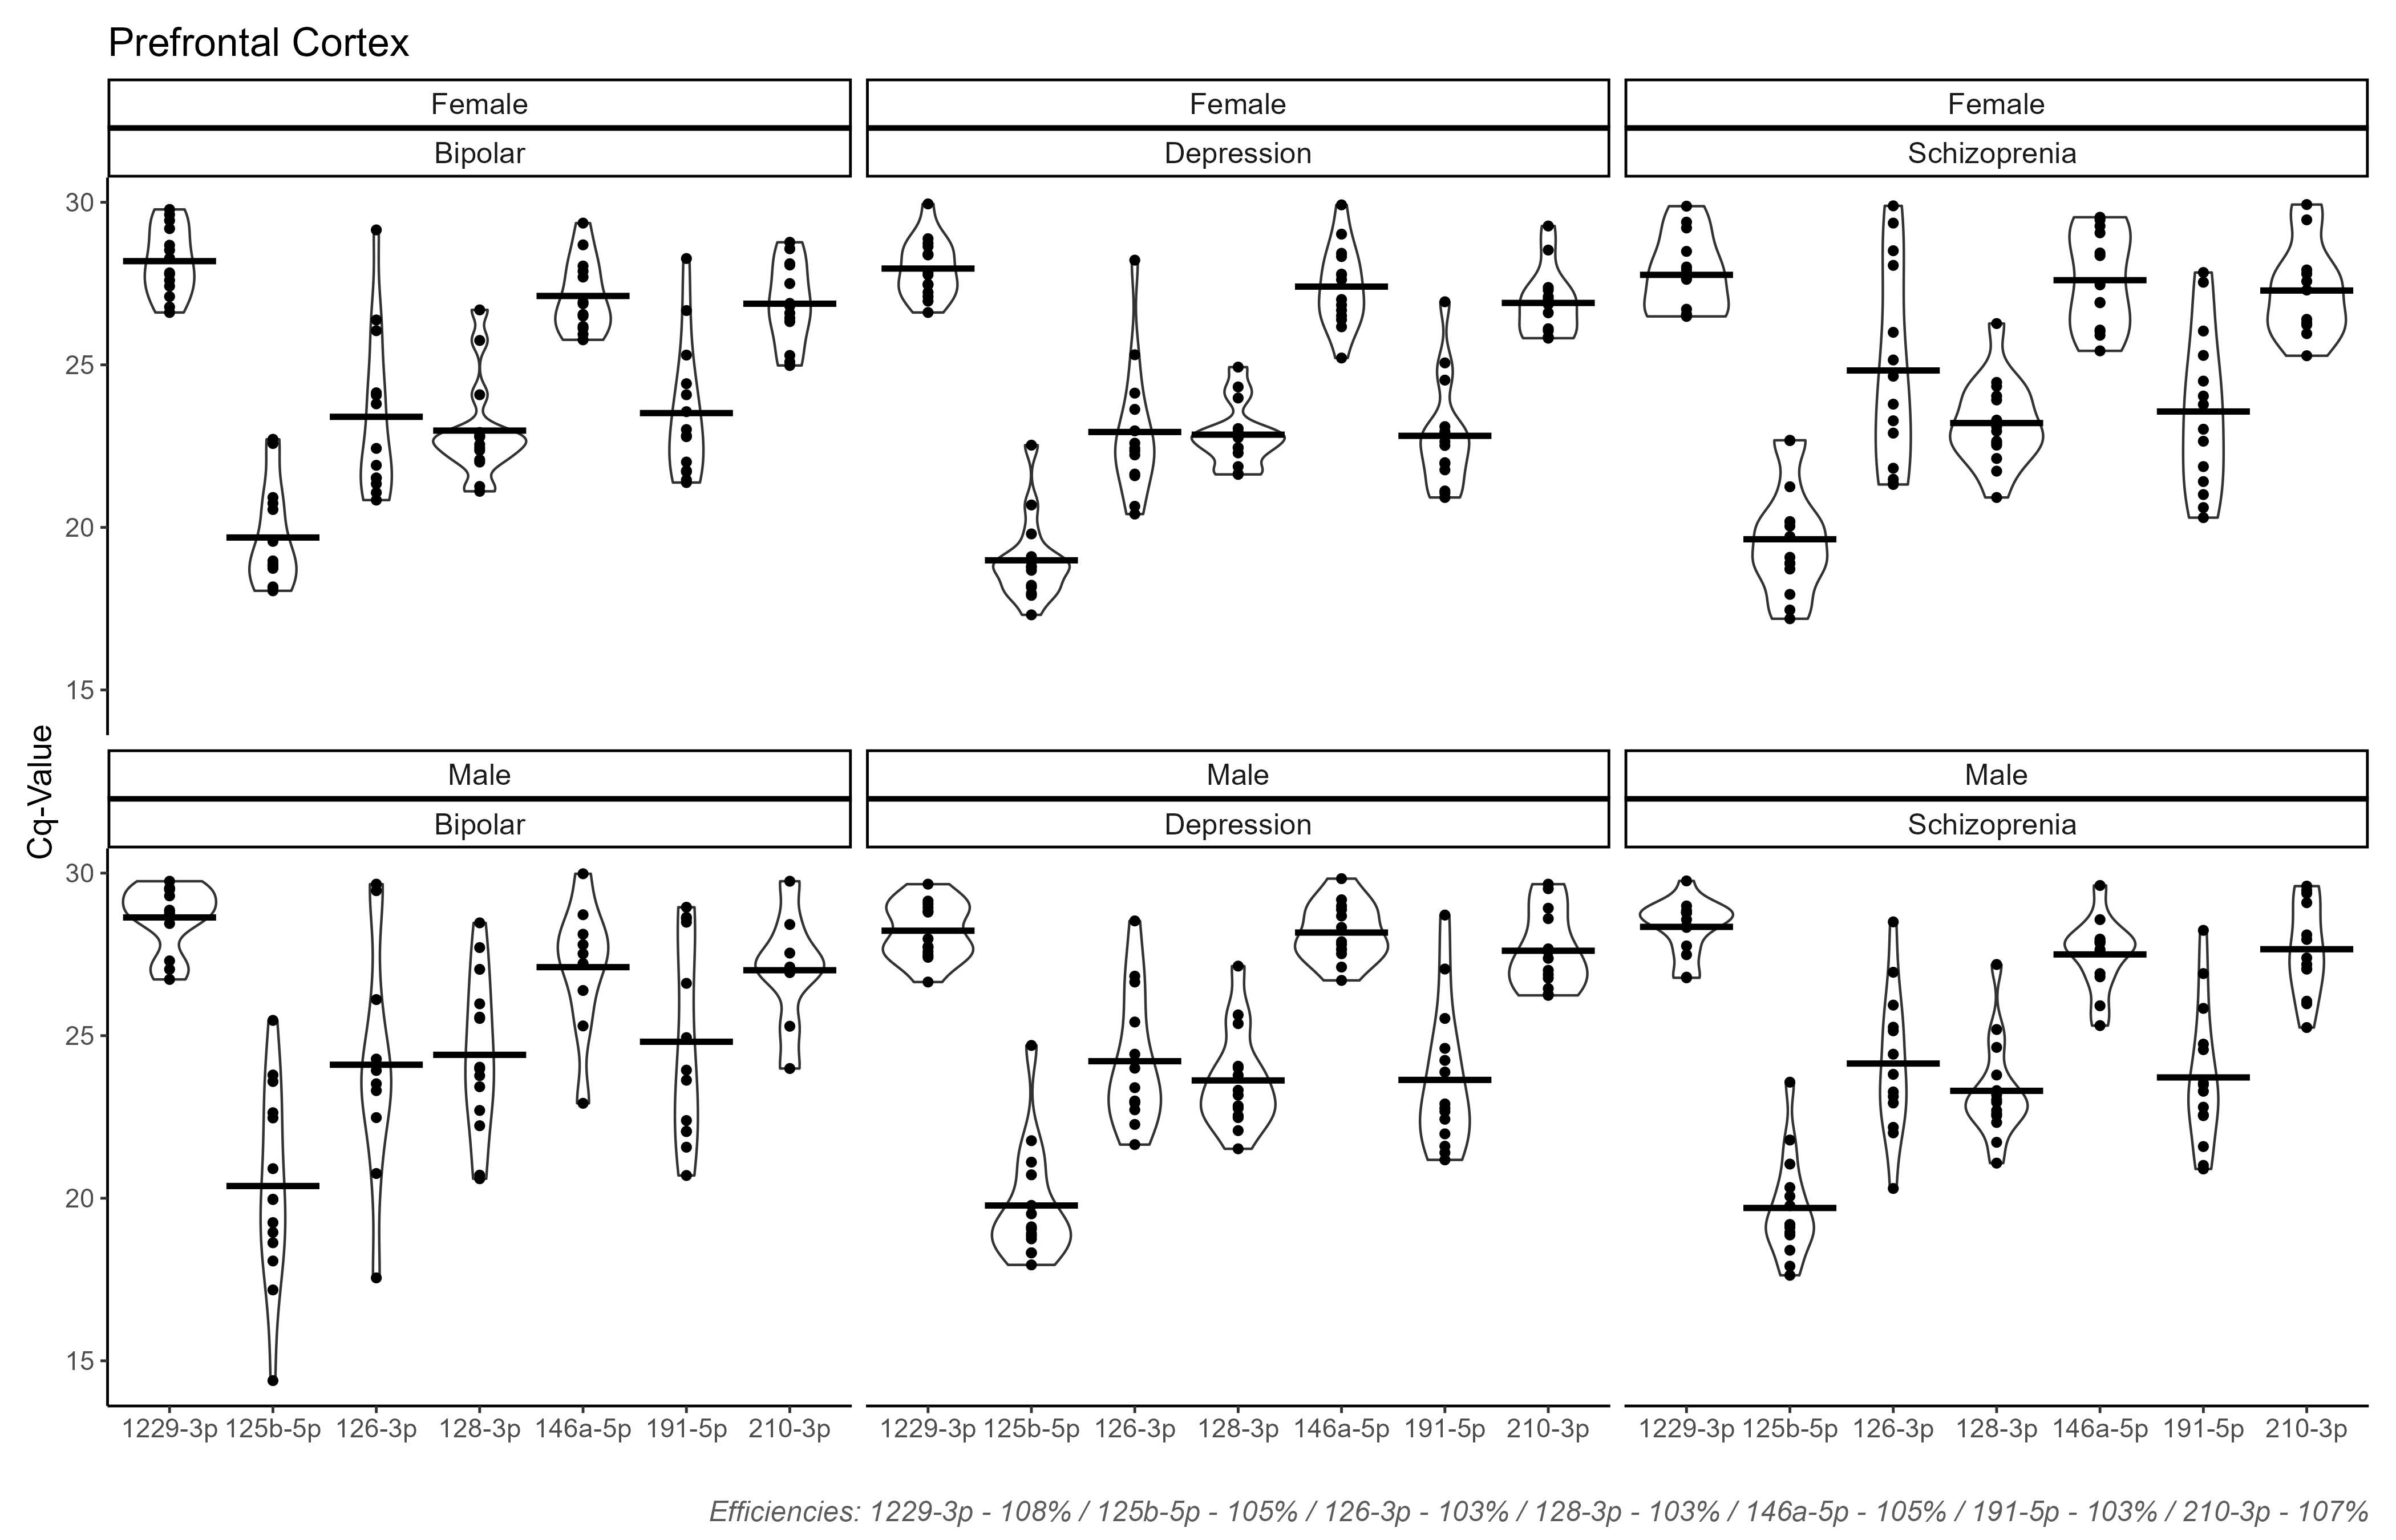 Prefrontal Cortex
Female Female Female
Bipolar Depression Schizoprenia
30
25
20
15
Cq-Value
Male Male Male
Bipolar Depression Schizoprenia
30
25
20
15
1229-3p 125b-5p 126-3p 128-3p 146a-5p 191-5p 210-3p 1229-3p 125b-5p 126-3p 128-3p 146a-5p 191-5p 210-3p 1229-3p 125b-5p 126-3p 128-3p 146a-5p 191-5p 210-3p
Efficiencies: 1229-3p - 108% / 125b-5p - 105% / 126-3p - 103% / 128-3p - 103% / 146a-5p - 105% / 191-5p - 103% / 210-3p - 107%